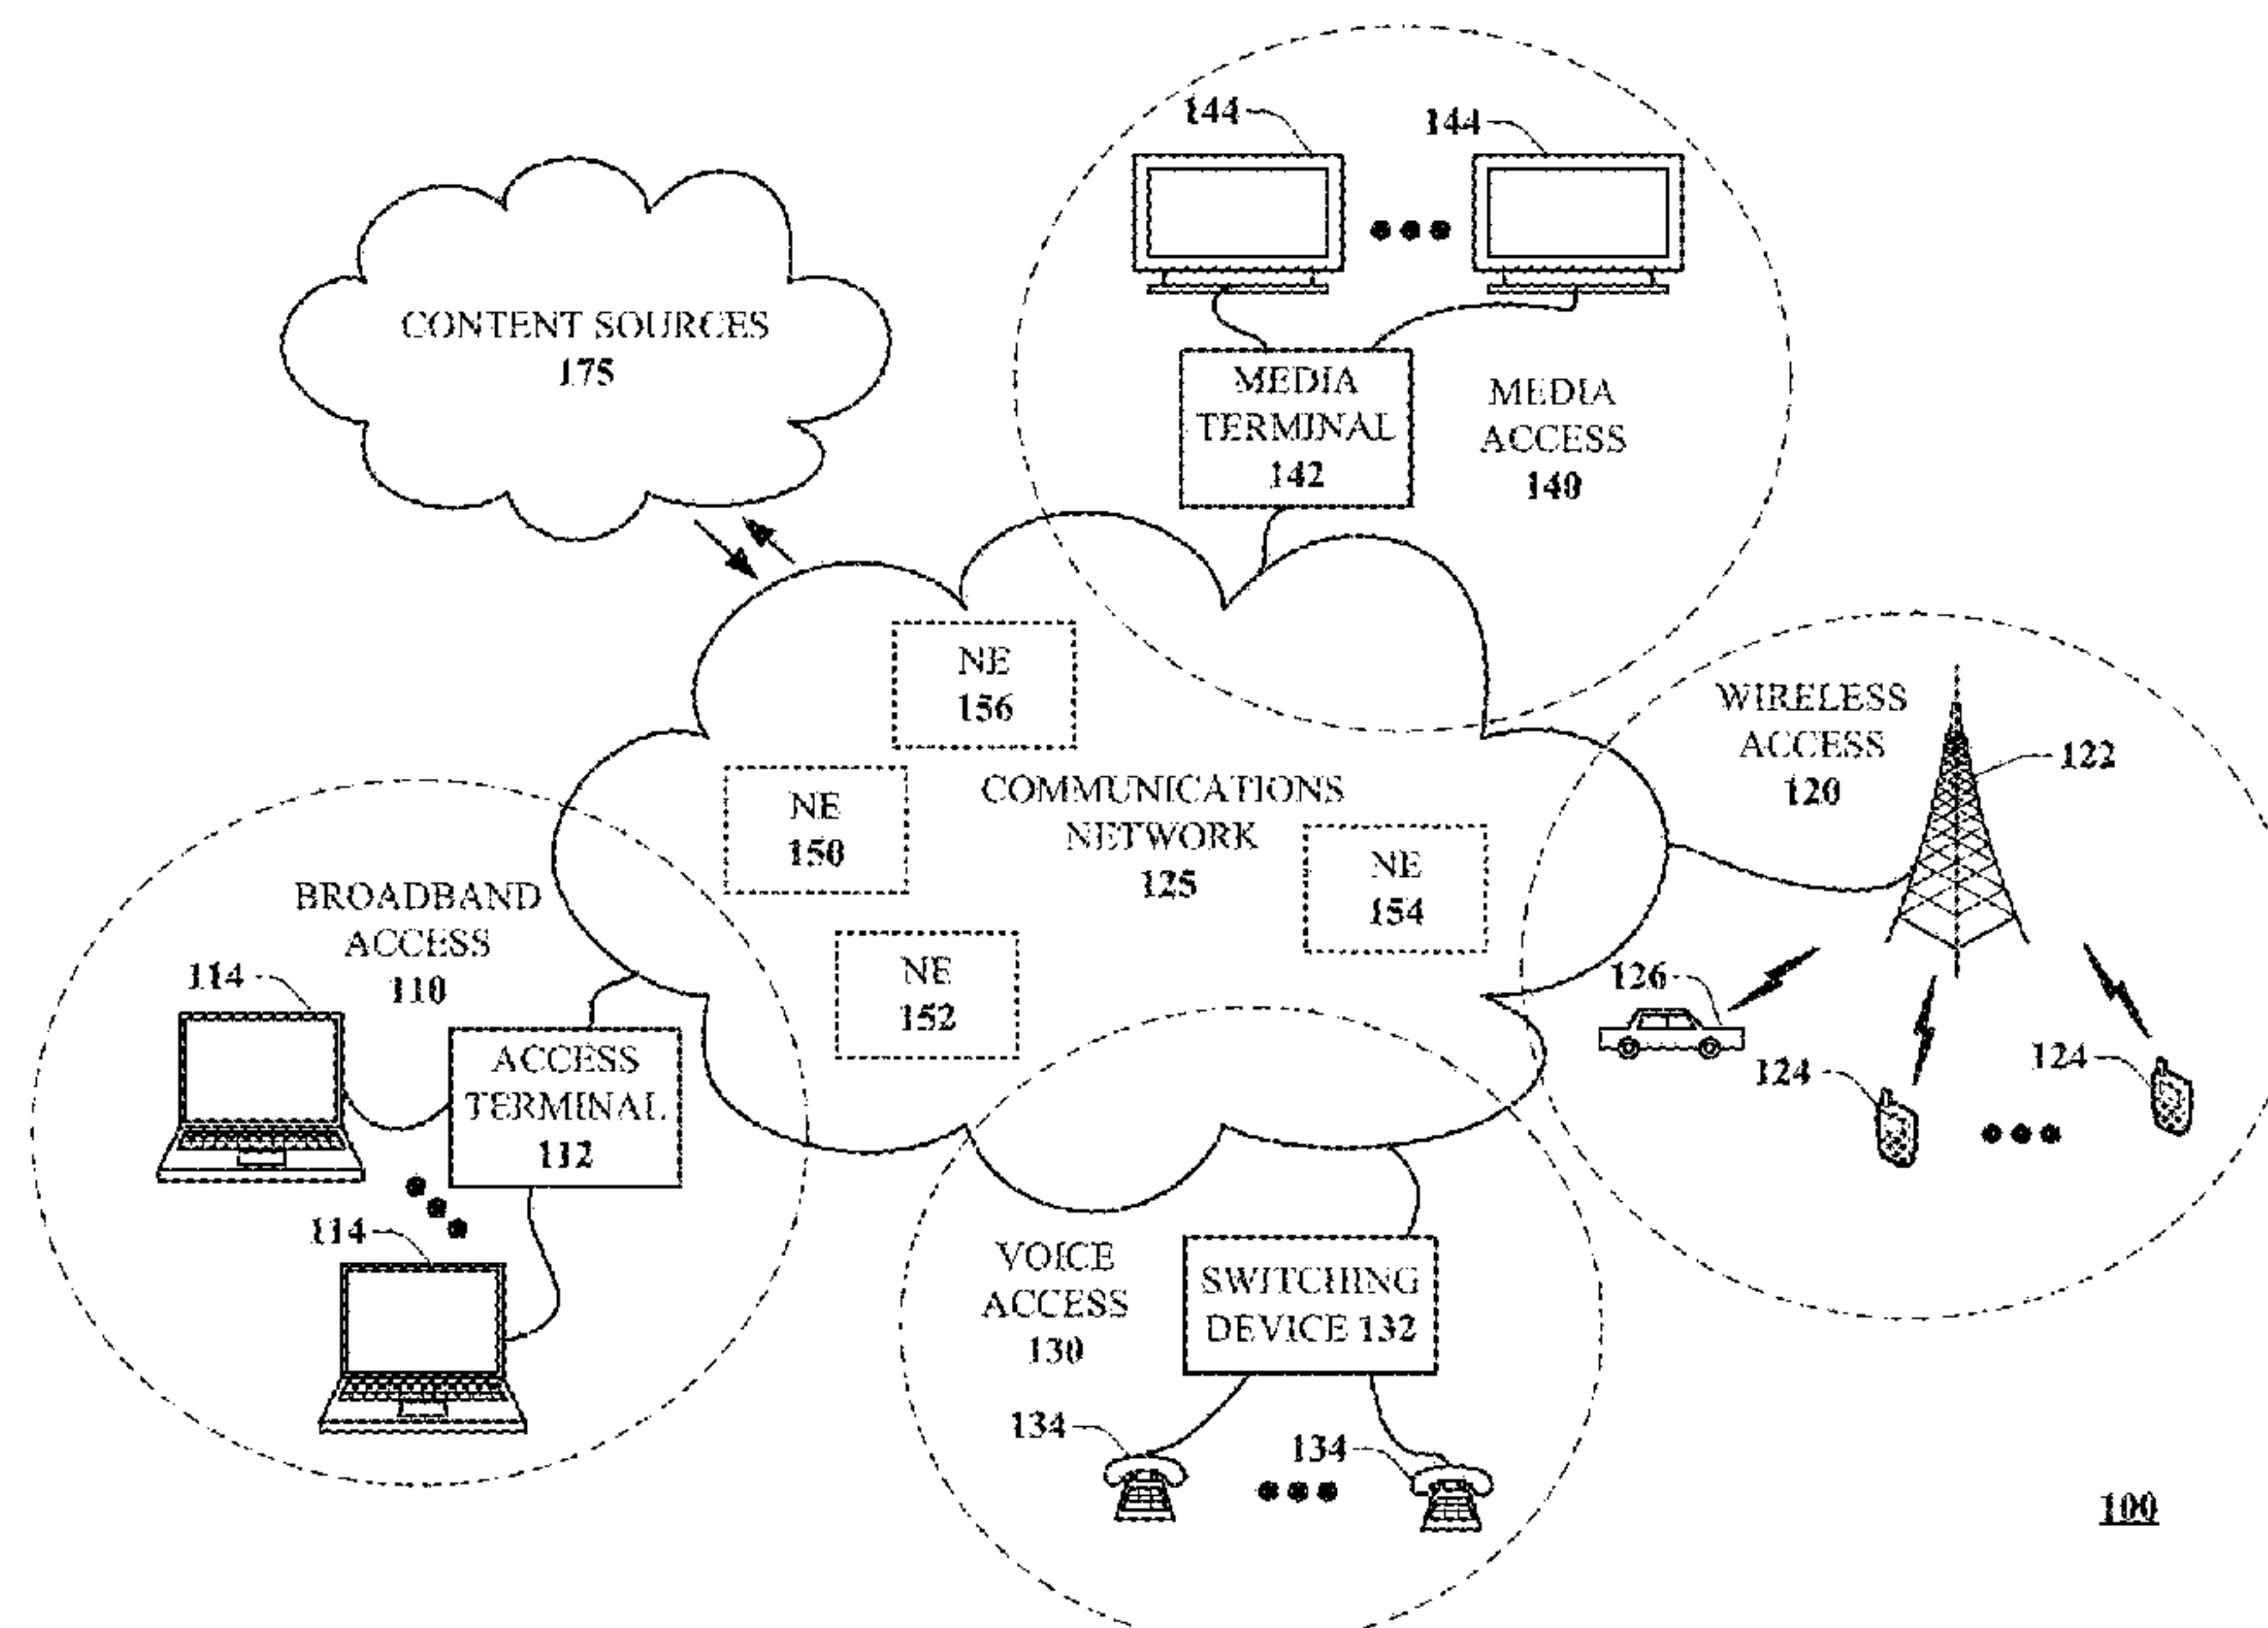 144
144
CONTENT SOURCES
175
MEDIA
TERMINAL
142
MEDIA
ACCESS
140
NE
156
WIRELESS
ACCESS
120
122
NE
150
COMMUNICATIONS
NETWORK
125
NE
154
BROADBAND
ACCESS
110
NE
152
114
126
ACCESS
TERMINAL
112
124
124
114
VOICE
ACCESS
130
SWITCHING
DEVICE 132
134
134
100